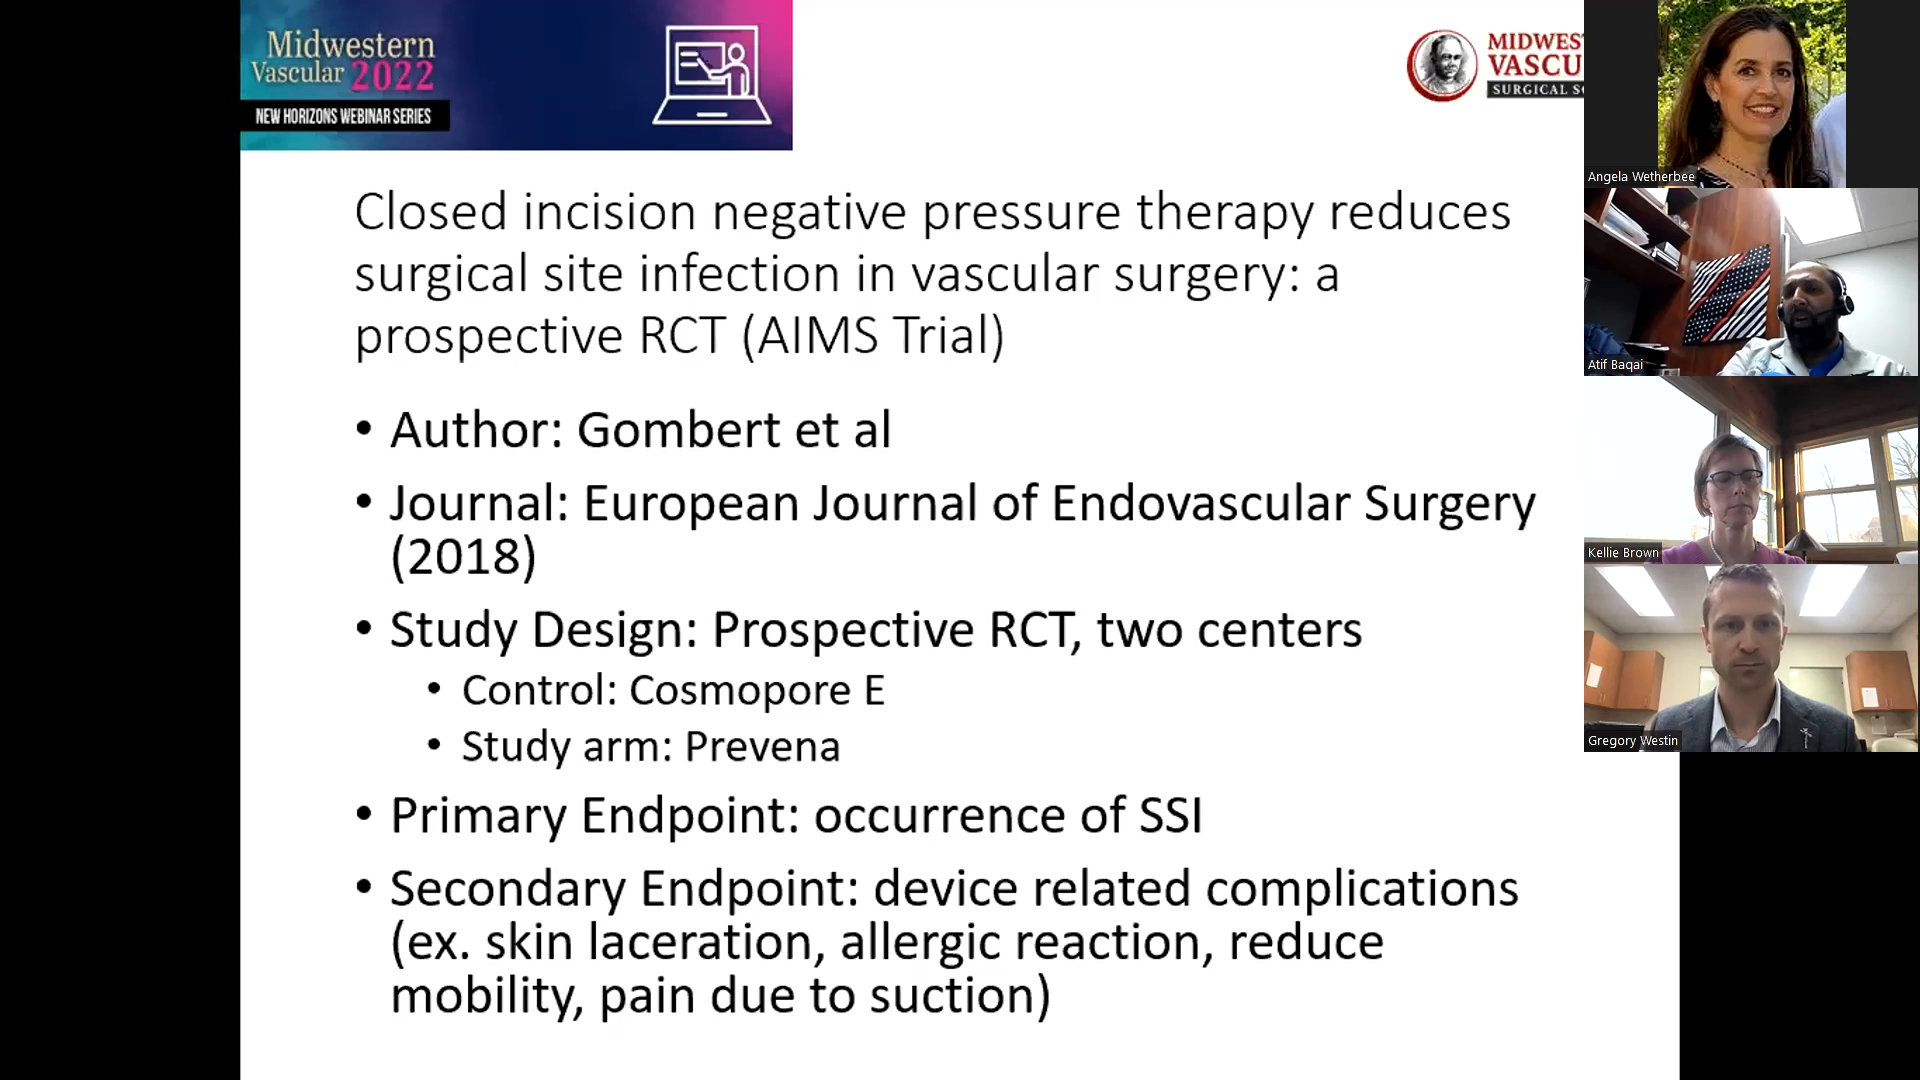 Midwestern
Vascular 2022
NEW HORIZONS WEBINAR SERIES
MIDWEST
VASCU
SURGICAL S
Closed incision negative pressure therapy reduces
surgical site infection in vascular surgery: a
prospective RCT (AIMS Trial)
• Author: Gombert et al
• Journal: European Journal of Endovascular Surgery
(2018)
• Study Design: Prospective RCT, two centers
• Control: Cosmopore E
• Study arm: Prevena
• Primary Endpoint: occurrence of SSI
• Secondary Endpoint: device related complications
(ex. skin laceration, allergic reaction, reduce
mobility, pain due to suction)
Angela Wetherbee
Atif Baqai
Kellie Brown
Gregory Westin